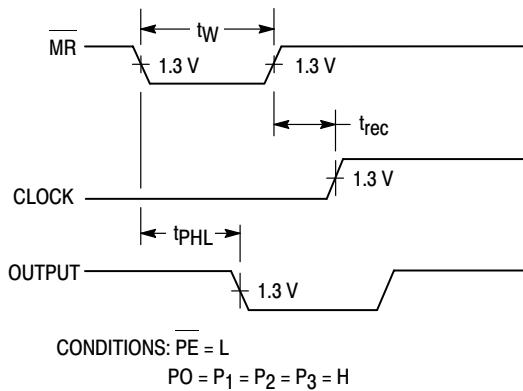 tW
MR
1.3 V
1.3 V
trec
1.3 V
CLOCK
tPHL
OUTPUT
1.3 V
CONDITIONS: PE = L
PO = P1 = P2 = P3 = H